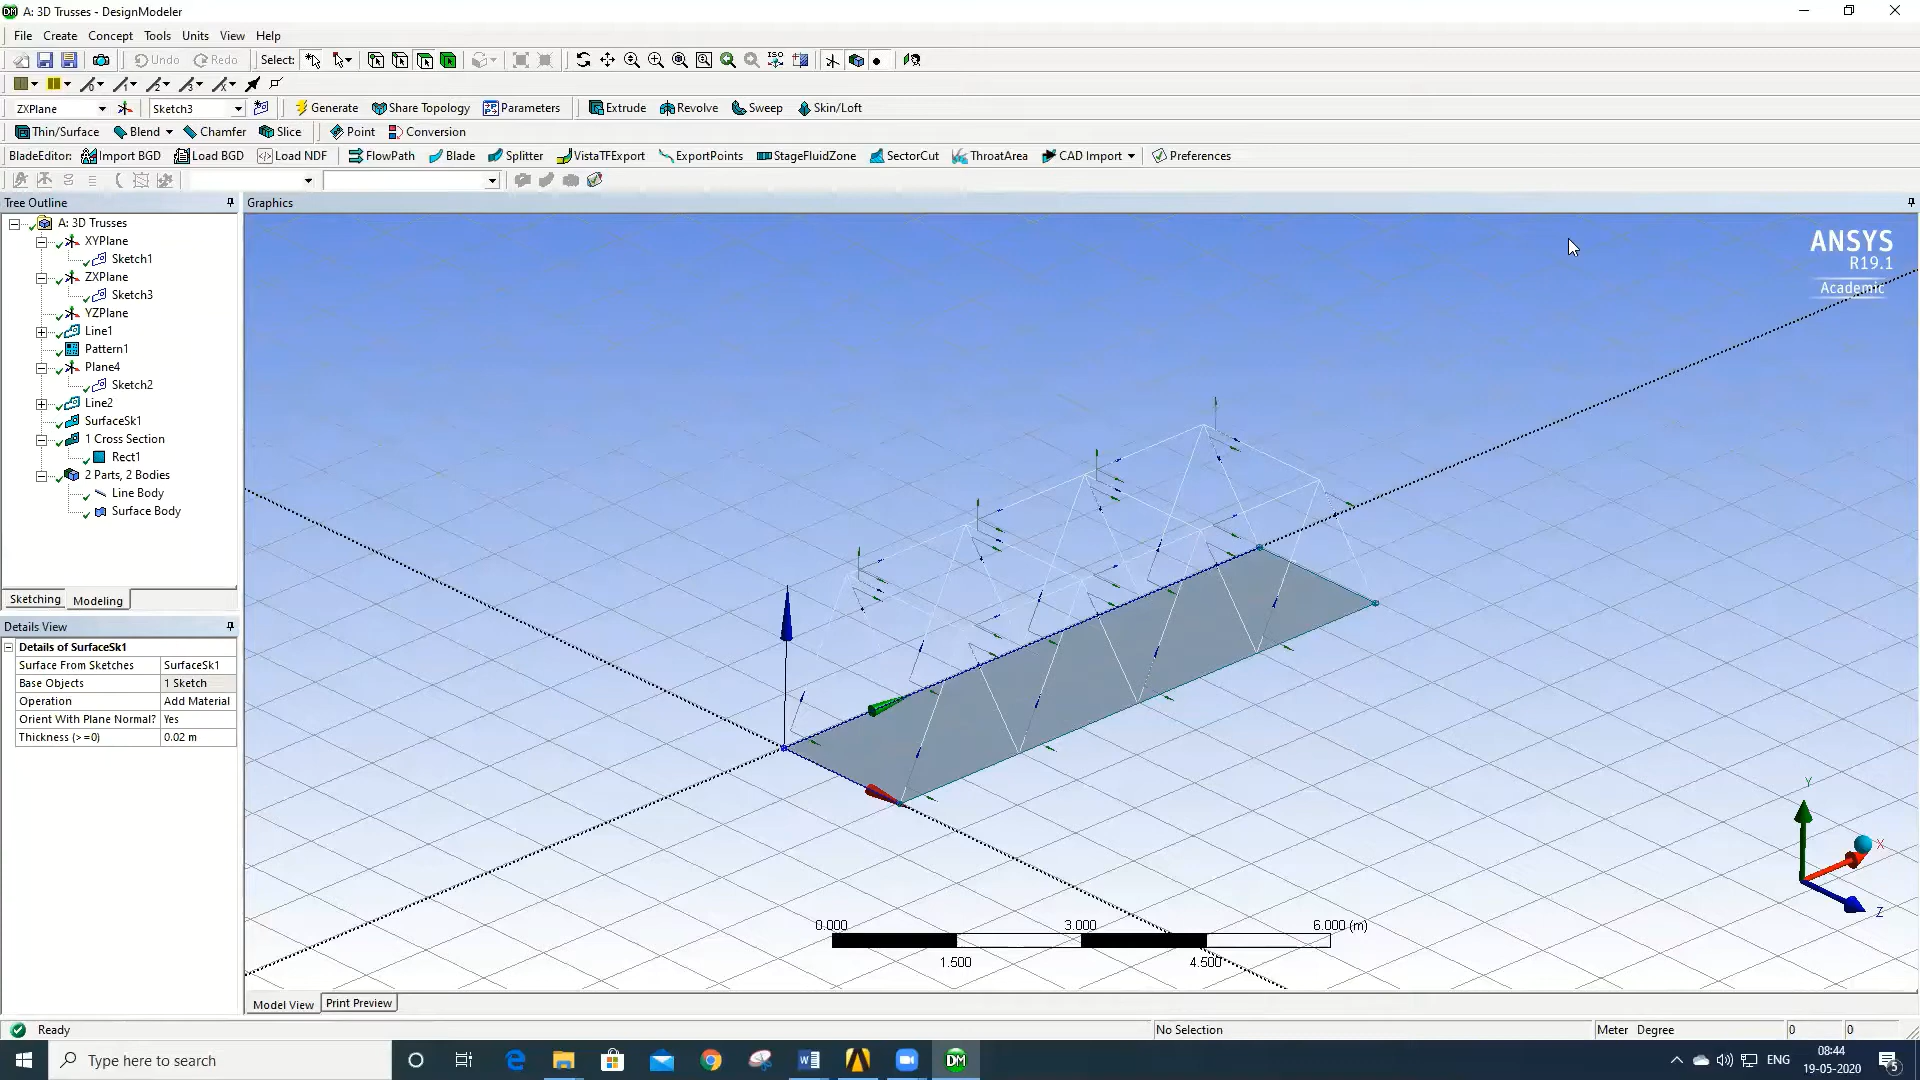 A: 3D Trusses - DesignModeler
File Create Concept Tools Units View Help
Undo Redo Select: ISO
ZXPlane Sketch3 Generate Share Topology Parameters Extrude Revolve Sweep Skin/Loft
Thin/Surface Blend Chamfer Slice Point Conversion
BladeEditor: Import BGD Load BGD Load NDF FlowPath Blade Splitter VistaTFExport ExportPoints StageFluidZone SectorCut ThroatArea CAD Import Preferences
Tree Outline
Graphics
A: 3D Trusses
XYPlane
Sketch1
ZXPlane
Sketch3
YZPlane
Line1
Pattern1
Plane4
Sketch2
Line2
SurfaceSk1
1 Cross Section
Rect1
2 Parts, 2 Bodies
Line Body
Surface Body
Sketching Modeling
Details View
Details of SurfaceSk1
Surface From Sketches SurfaceSk1
Base Objects 1 Sketch
Operation Add Material
Orient With Plane Normal? Yes
Thickness (>=0) 0.02 m
ANSYS
R19.1
Academic
Y
X
Z
0.000 3.000 6.000 (m)
1.500 4.500
Model View Print Preview
Ready No Selection Meter Degree 0 0
Type here to search
DM
ENG
08:44
19-05-2020
5